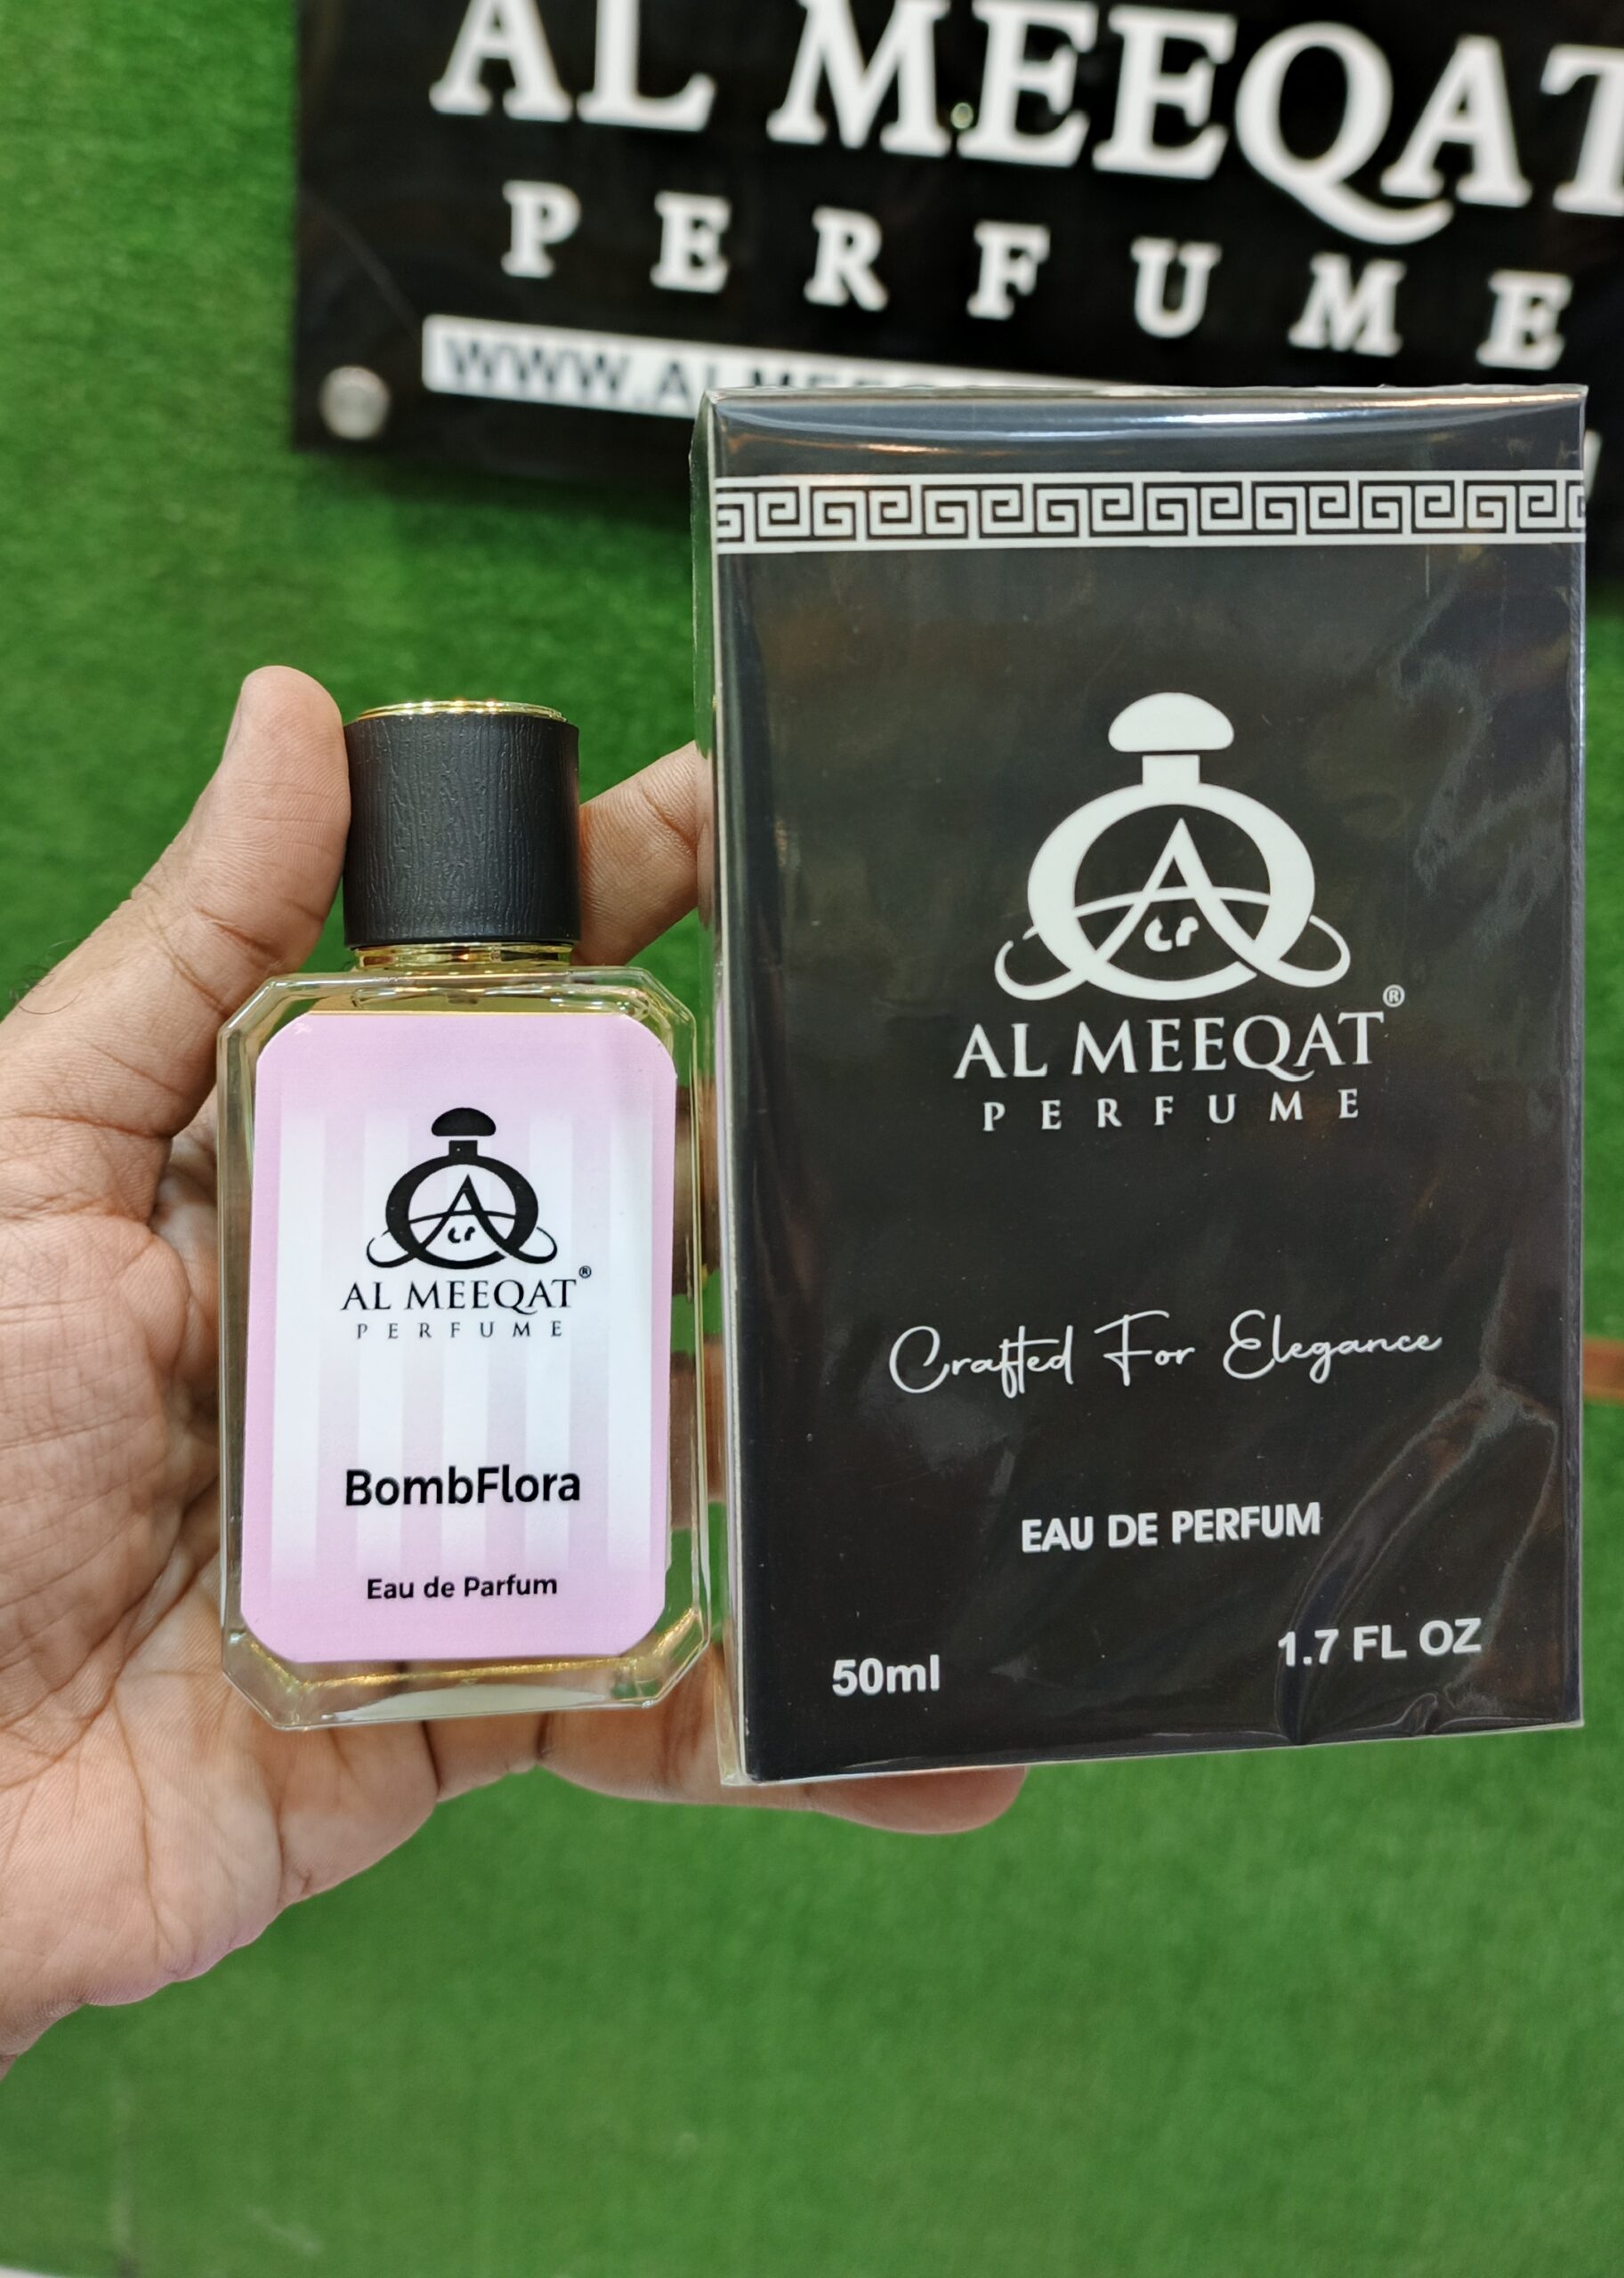 AL MEEQAT
PERFUME
AL MEEQAT®
PERFUME
BombFlora
Eau de Parfum
AL MEEQAT®
PERFUME
Crafted For Elegance
EAU DE PERFUM
50ml
1.7 FL OZ